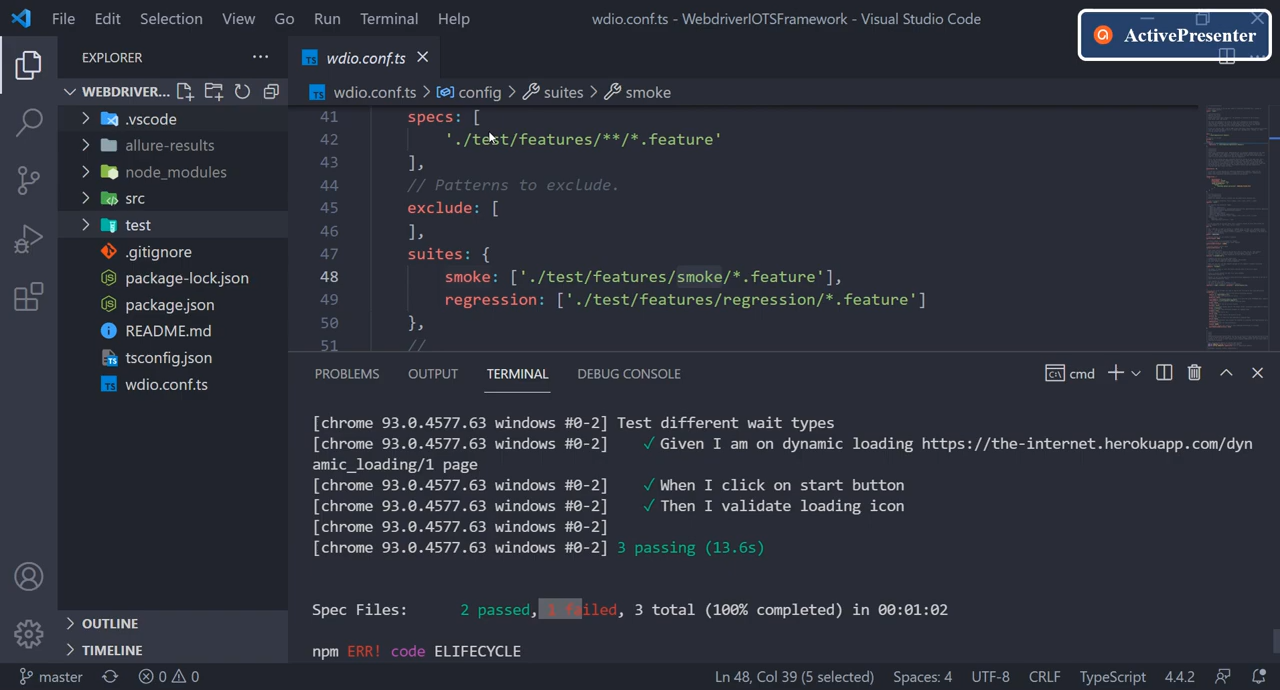 File Edit Selection View Go Run Terminal Help
wdio.conf.ts - WebdriverIOTSFramework - Visual Studio Code
ActivePresenter
EXPLORER
WEBDRIVER...
.vscode
allure-results
node_modules
src
test
.gitignore
package-lock.json
package.json
README.md
tsconfig.json
wdio.conf.ts
OUTLINE
TIMELINE
wdio.conf.ts
wdio.conf.ts > config > suites > smoke
41 specs: [
42 './test/features/**/*.feature'
43 ],
44 // Patterns to exclude.
45 exclude: [
46 ],
47 suites: {
48 smoke: ['./test/features/smoke/*.feature'],
49 regression: ['./test/features/regression/*.feature']
50 },
51 //
PROBLEMS OUTPUT TERMINAL DEBUG CONSOLE
cmd
[chrome 93.0.4577.63 windows #0-2] Test different wait types
[chrome 93.0.4577.63 windows #0-2] ✓ Given I am on dynamic loading https://the-internet.herokuapp.com/dyn
amic_loading/1 page
[chrome 93.0.4577.63 windows #0-2] ✓ When I click on start button
[chrome 93.0.4577.63 windows #0-2] ✓ Then I validate loading icon
[chrome 93.0.4577.63 windows #0-2]
[chrome 93.0.4577.63 windows #0-2] 3 passing (13.6s)
Spec Files: 2 passed, 1 failed, 3 total (100% completed) in 00:01:02
npm ERR! code ELIFECYCLE
master 0 0 Ln 48, Col 39 (5 selected) Spaces: 4 UTF-8 CRLF TypeScript 4.4.2